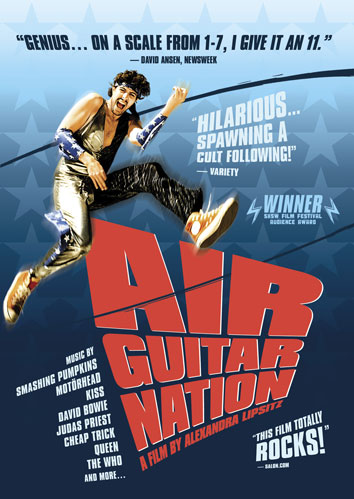 “GENIUS... ON A SCALE FROM 1-7, I GIVE IT AN 11.”
— DAVID ANSEN, NEWSWEEK
“HILARIOUS...
SPAWNING A
CULT FOLLOWING!”
— VARIETY
WINNER
SXSW FILM FESTIVAL
AUDIENCE AWARD
AIR
GUITAR
NATION
A FILM BY ALEXANDRA LIPSITZ
MUSIC BY
SMASHING PUMPKINS
MOTÖRHEAD
KISS
DAVID BOWIE
JUDAS PRIEST
CHEAP TRICK
QUEEN
THE WHO
AND MORE...
“THIS FILM TOTALLY
ROCKS!”
— SALON.COM